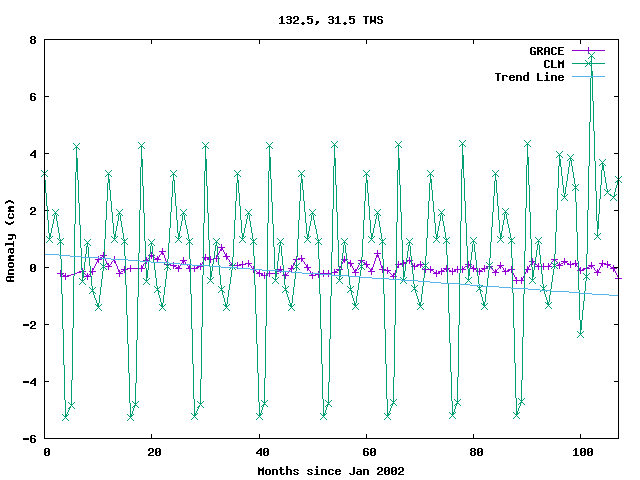 132.5, 31.5 TWS
GRACE
CLM
Trend Line
8
6
4
2
0
-2
-4
-6
Anomaly (cm)
0 20 40 60 80 100
Months since Jan 2002